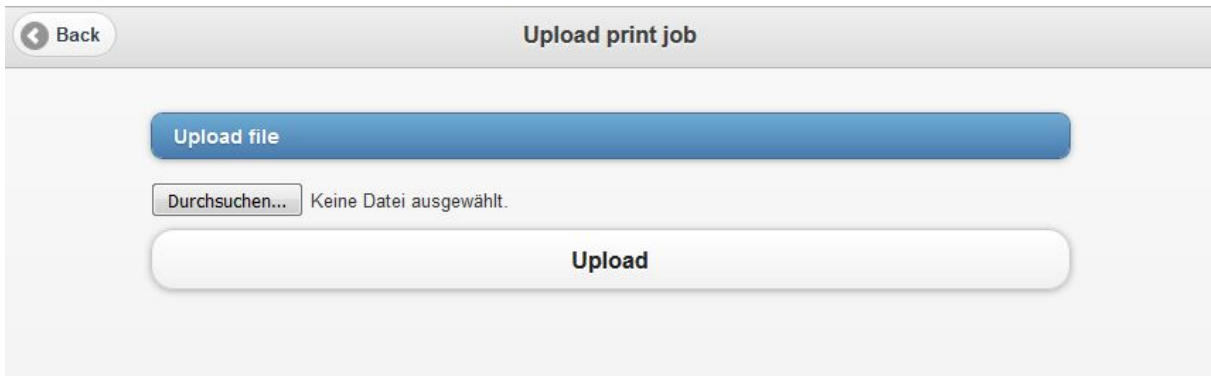 Back
Upload print job
Upload file
Durchsuchen... Keine Datei ausgewählt.
Upload